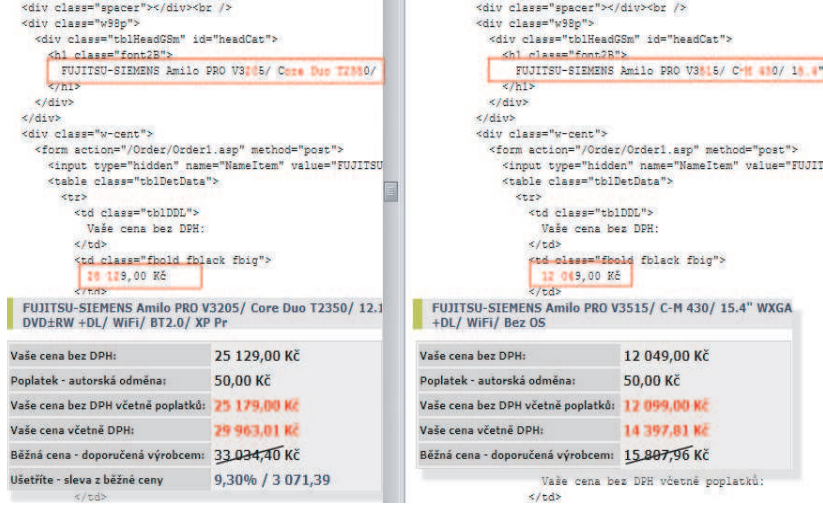 <div class="spacer"></div><br />
<div class="w98p">
<div class="tblHeadGSm" id="headCat">
<h1 class="font2B">
FUJITSU-SIEMENS Amilo PRO V3205/ Core Duo T2350/
</h1>
</div>
</div>
<div class="w-cent">
<form action="/Order/Order1.asp" method="post">
<input type="hidden" name="NameItem" value="FUJITSU
<table class="tblDetData">
<tr>
<td class="tblDDL">
Vaše cena bez DPH:
</td>
<td class="fbold fblack fbig">
25 129,00 Kč
</td>
FUJITSU-SIEMENS Amilo PRO V3205/ Core Duo T2350/ 12.1
DVD±RW +DL/ WiFi/ BT2.0/ XP Pr
Vaše cena bez DPH: 25 129,00 Kč
Poplatek - autorská odměna: 50,00 Kč
Vaše cena bez DPH včetně poplatků: 25 179,00 Kč
Vaše cena včetně DPH: 29 963,01 Kč
Běžná cena - doporučená výrobcem: 33 034,40 Kč
Ušetříte - sleva z běžné ceny 9,30% / 3 071,39
</td>
<div class="spacer"></div><br />
<div class="w98p">
<div class="tblHeadGSm" id="headCat">
<h1 class="font2B">
FUJITSU-SIEMENS Amilo PRO V3515/ C-M 430/ 15.4"
</h1>
</div>
</div>
<div class="w-cent">
<form action="/Order/Order1.asp" method="post">
<input type="hidden" name="NameItem" value="FUJIT
<table class="tblDetData">
<tr>
<td class="tblDDL">
Vaše cena bez DPH:
</td>
<td class="fbold fblack fbig">
12 049,00 Kč
</td>
FUJITSU-SIEMENS Amilo PRO V3515/ C-M 430/ 15.4" WXGA
+DL/ WiFi/ Bez OS
Vaše cena bez DPH: 12 049,00 Kč
Poplatek - autorská odměna: 50,00 Kč
Vaše cena bez DPH včetně poplatků: 12 099,00 Kč
Vaše cena včetně DPH: 14 397,81 Kč
Běžná cena - doporučená výrobcem: 15 807,96 Kč
Vaše cena bez DPH včetně poplatků:
</td>